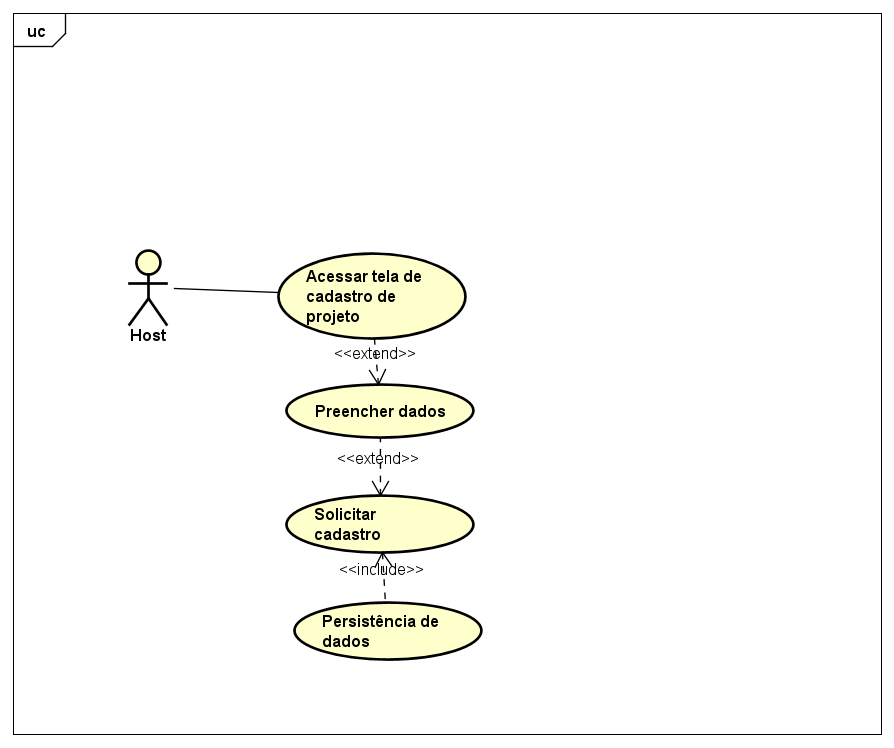 uc
Acessar tela de
cadastro de
projeto
Host
<<extend>>
Preencher dados
<<extend>>
Solicitar
cadastro
<<include>>
Persistência de
dados